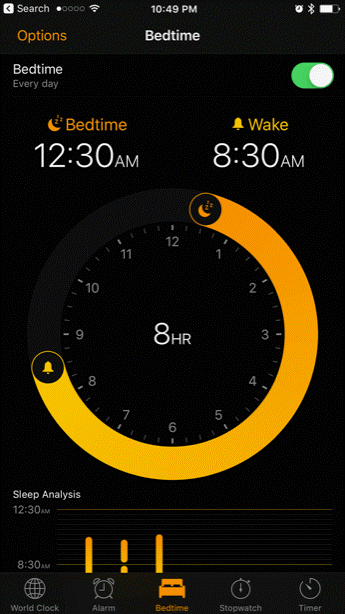 Search 10:49 PM
Options Bedtime
Bedtime
Every day
Bedtime Wake
12:30AM 8:30AM
12
11 1
10 2
9 8HR 3
8 4
7 5
6
Sleep Analysis
12:30AM
8:30AM
World Clock Alarm Bedtime Stopwatch Timer